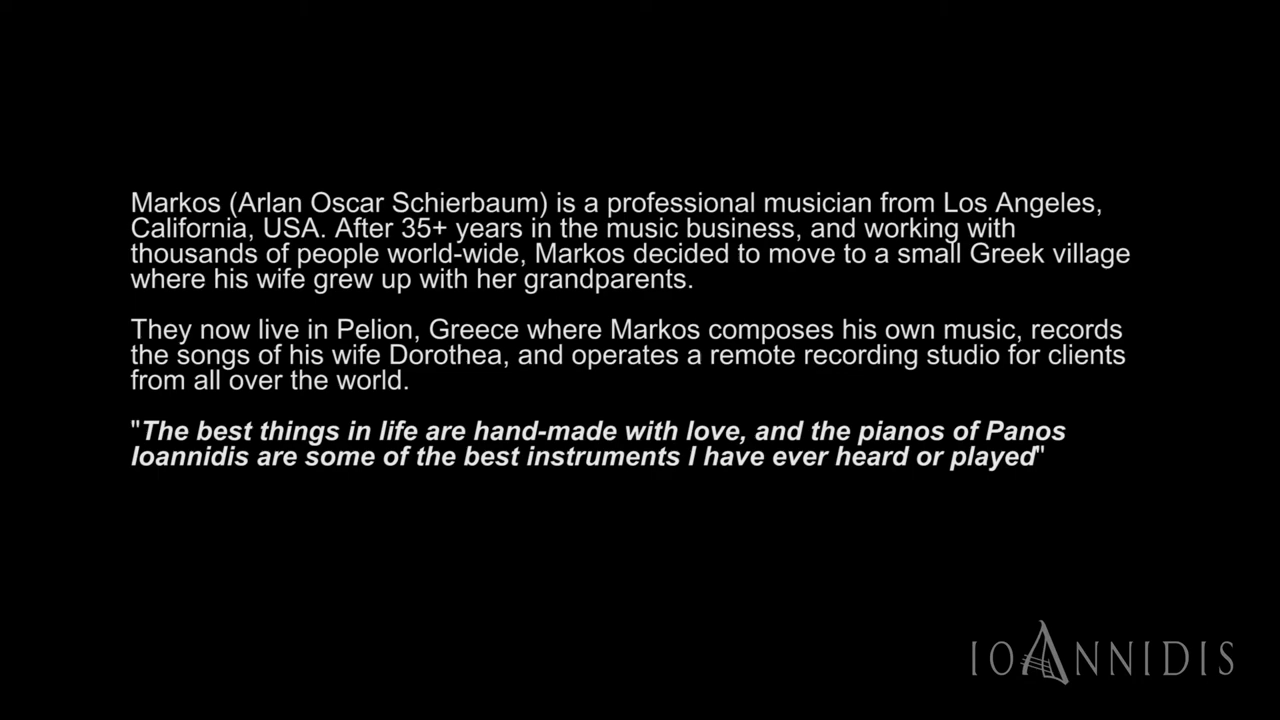 Markos (Arlan Oscar Schierbaum) is a professional musician from Los Angeles,
California, USA. After 35+ years in the music business, and working with
thousands of people world-wide, Markos decided to move to a small Greek village
where his wife grew up with her grandparents.
They now live in Pelion, Greece where Markos composes his own music, records
the songs of his wife Dorothea, and operates a remote recording studio for clients
from all over the world.
"The best things in life are hand-made with love, and the pianos of Panos
Ioannidis are some of the best instruments I have ever heard or played"
IOANNIDIS